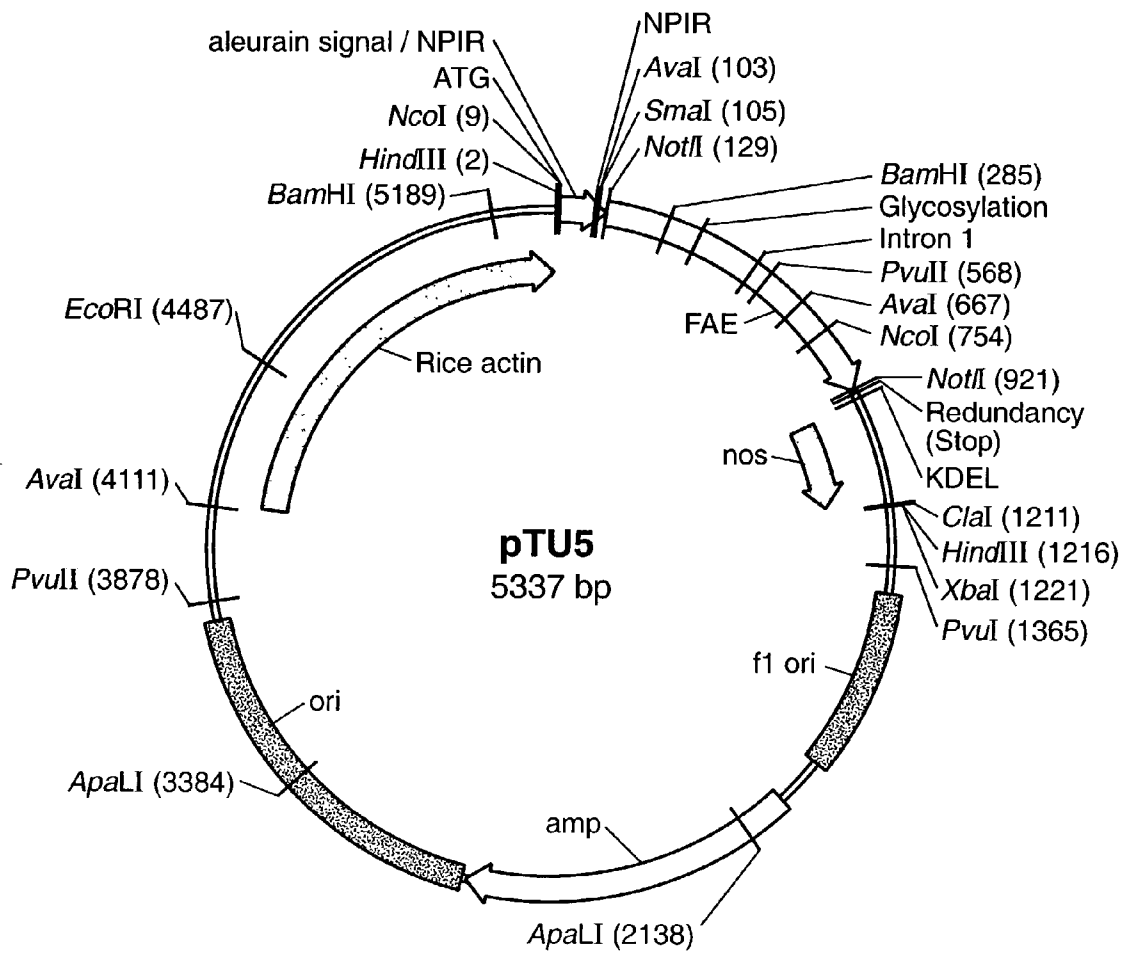 aleurain signal / NPIR
ATG
NcoI (9)
HindIII (2)
BamHI (5189)
EcoRI (4487)
AvaI (4111)
PvuII (3878)
ApaLI (3384)
NPIR
AvaI (103)
SmaI (105)
NotI (129)
BamHI (285)
Glycosylation
Intron 1
PvuII (568)
AvaI (667)
NcoI (754)
NotI (921)
Redundancy
(Stop)
KDEL
ClaI (1211)
HindIII (1216)
XbaI (1221)
PvuI (1365)
FAE
Rice actin
nos
pTU5
5337 bp
f1 ori
ori
amp
ApaLI (2138)